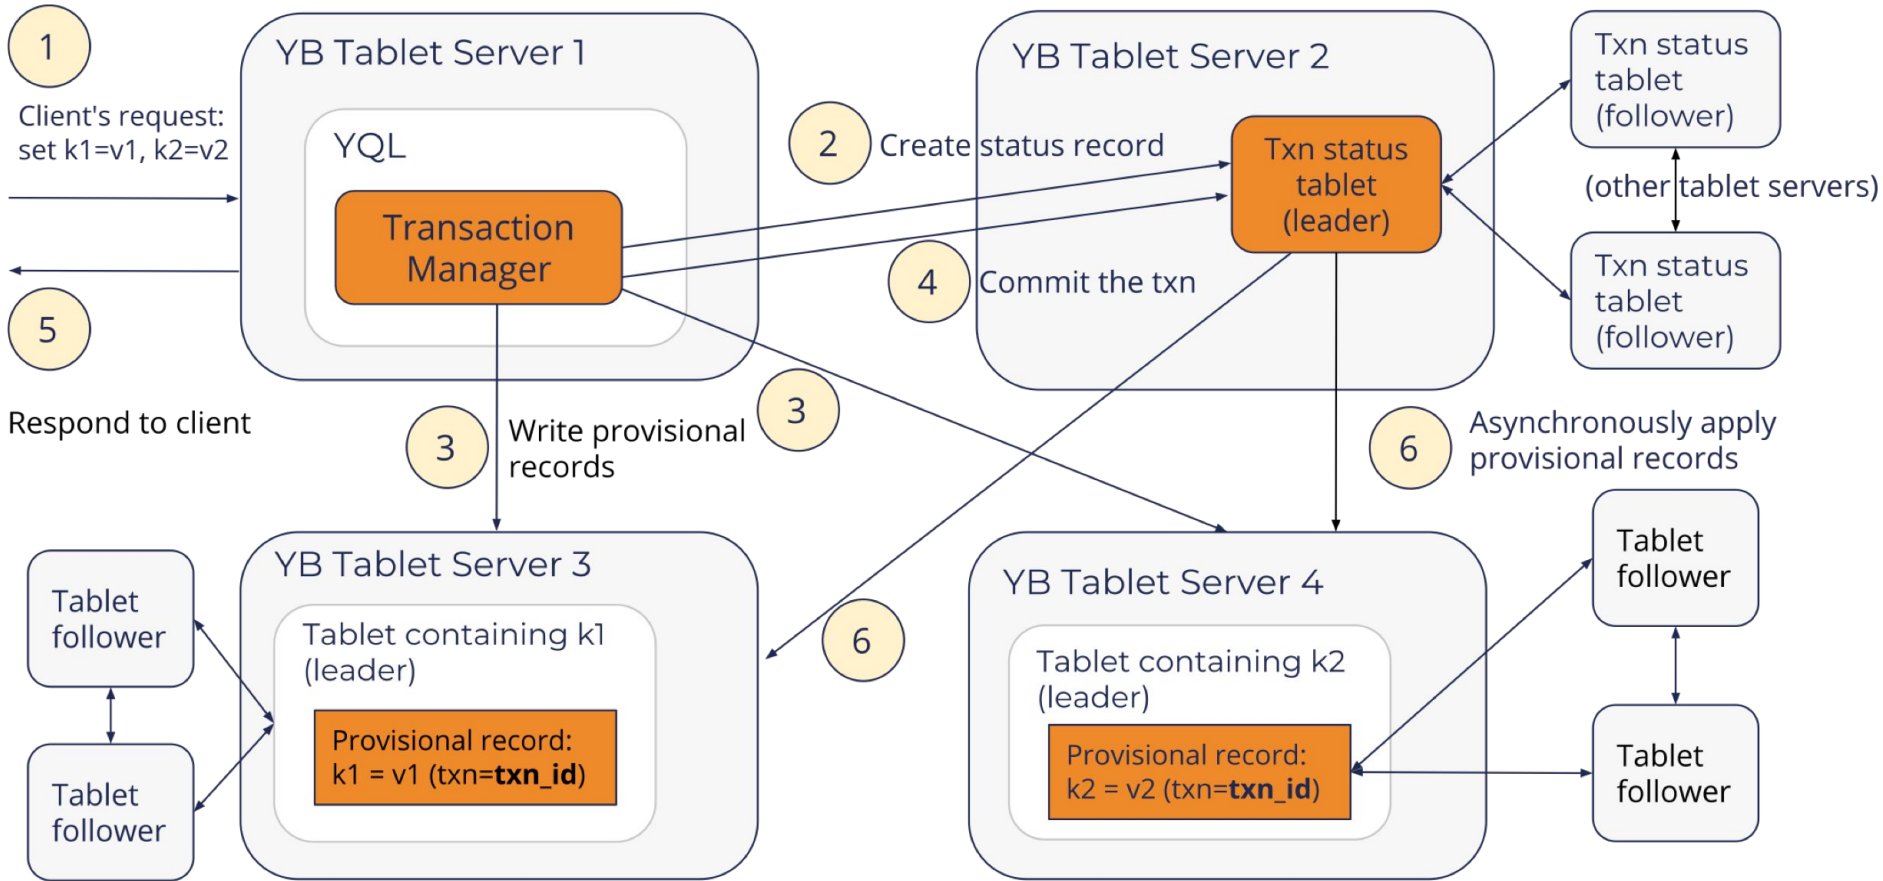 1
Client's request:
set k1=v1, k2=v2
5
Respond to client
YB Tablet Server 1
YQL
Transaction
Manager
2
Create status record
4
Commit the txn
YB Tablet Server 2
Txn status
tablet
(leader)
Txn status
tablet
(follower)
(other tablet servers)
Txn status
tablet
(follower)
3
Write provisional
records
3
6
Asynchronously apply
provisional records
6
Tablet
follower
Tablet
follower
YB Tablet Server 3
Tablet containing k1
(leader)
Provisional record:
k1 = v1 (txn=txn_id)
YB Tablet Server 4
Tablet containing k2
(leader)
Provisional record:
k2 = v2 (txn=txn_id)
Tablet
follower
Tablet
follower